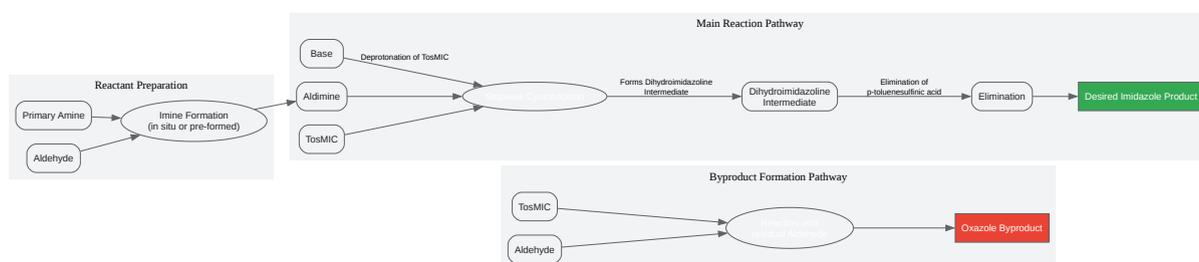 Main Reaction Pathway
Base
Deprotonation of TosMIC
Reactant Preparation
Primary Amine
Imine Formation
(in situ or pre-formed)
Aldehyde
Aldimine
TosMIC
Forms Dihydroimidazoline
Intermediate
Dihydroimidazoline
Intermediate
Elimination of
p-toluenesulfinic acid
Elimination
Desired Imidazole Product
Byproduct Formation Pathway
TosMIC
Aldehyde
Oxazole Byproduct